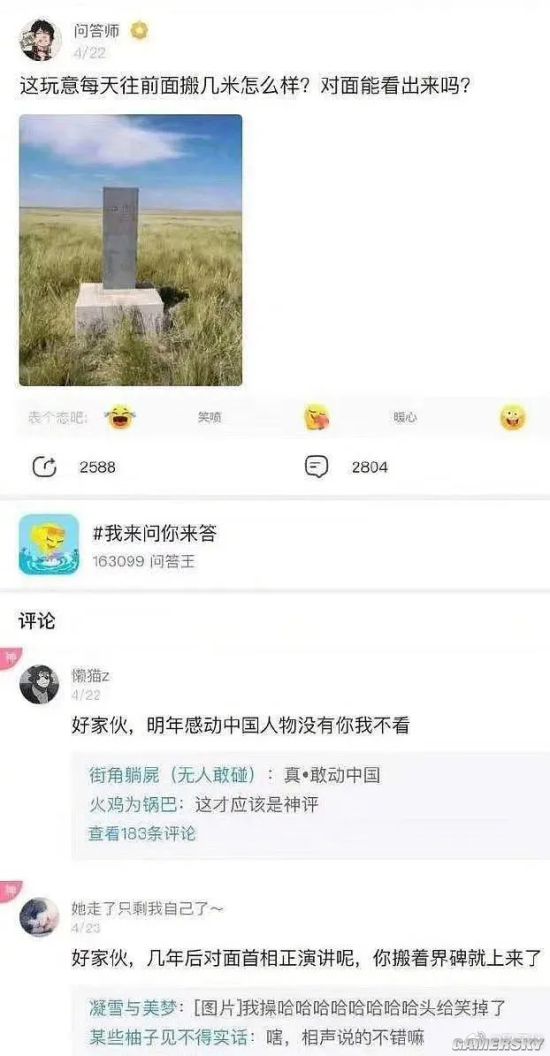 问答师
4/22
这玩意每天往前面搬几米怎么样？对面能看出来吗？
表个态吧:
笑喷
暖心
2588
2804
#我来问你来答
163099 问答王
评论
神
懒猫z
4/22
好家伙，明年感动中国人物没有你我不看
街角躺屍（无人敢碰）：真•敢动中国
火鸡为锅巴：这才应该是神评
查看183条评论
神
她走了只剩我自己了～
4/23
好家伙，几年后对面首相正演讲呢，你搬着界碑就上来了
凝雪与美梦：[图片]我操哈哈哈哈哈哈哈哈头给笑掉了
某些柚子见不得实话：嗐，相声说的不错嘛
GAMERSKY